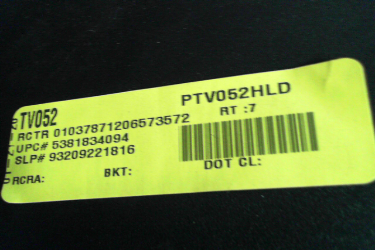 TV052
PTV052HLD
RCTR 01037871206573572
RT :7
UPC# 5381834094
SLP# 93209221816
DOT CL:
BKT:
RCRA: